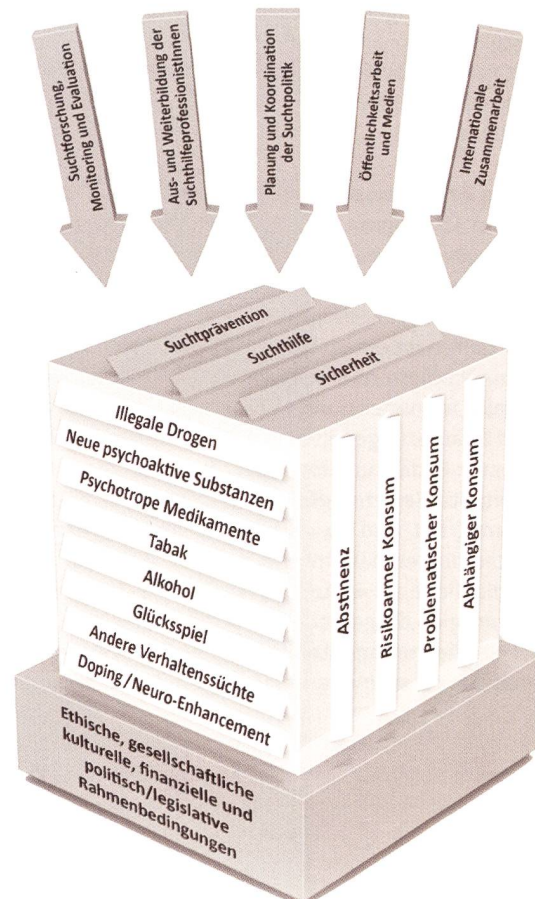 Suchtforschung,
Monitoring und Evaluation
Aus- und Weiterbildung der
SuchthilfeprofessionistInnen
Planung und Koordination
der Suchtpolitik
Öffentlichkeitsarbeit
und Medien
Internationale
Zusammenarbeit
Suchtprävention
Suchthilfe
Sicherheit
Illegale Drogen
Neue psychoaktive Substanzen
Psychotrope Medikamente
Tabak
Alkohol
Glücksspiel
Andere Verhaltenssüchte
Doping/Neuro-Enhancement
Abstinenz
Risikoarmer Konsum
Problematischer Konsum
Abhängiger Konsum
Ethische, gesellschaftliche
kulturelle, finanzielle und
politisch/legislative
Rahmenbedingungen